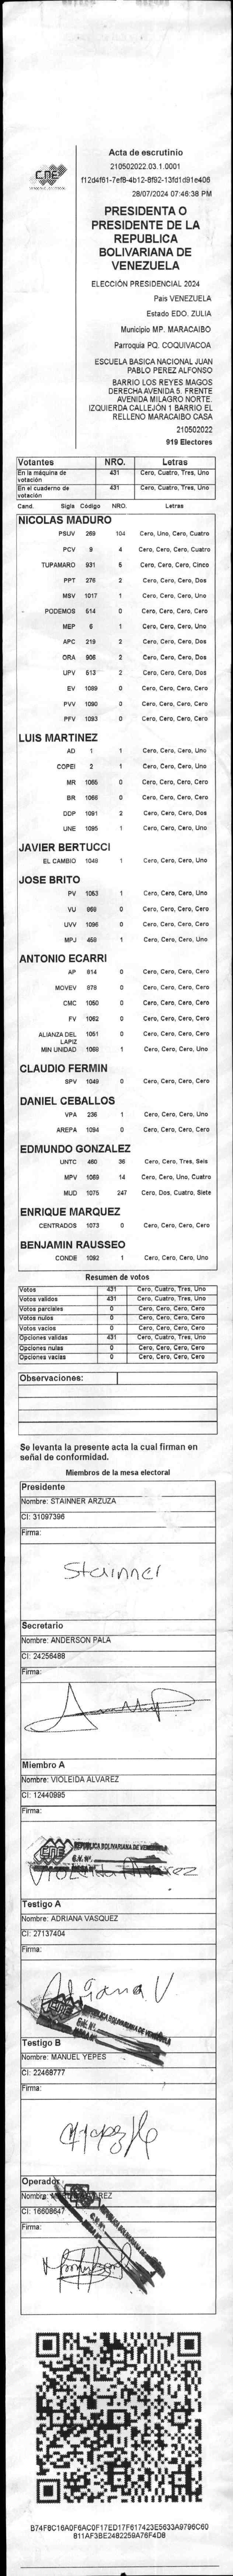 CNE
Acta de escrutinio
210502022.03.1.0001
f12d4f61-7ef8-4b12-8f92-13fd1d91e406
28/07/2024 07:46:38 PM
PRESIDENTA O
PRESIDENTE DE LA
REPUBLICA
BOLIVARIANA DE
VENEZUELA
ELECCIÓN PRESIDENCIAL 2024
País VENEZUELA
Estado EDO. ZULIA
Municipio MP. MARACAIBO
Parroquia PQ. COQUIVACOA
ESCUELA BASICA NACIONAL JUAN
PABLO PEREZ ALFONSO
BARRIO LOS REYES MAGOS
DERECHA AVENIDA 5. FRENTE
AVENIDA MILAGRO NORTE.
IZQUIERDA CALLEJÓN 1 BARRIO EL
RELLENO MARACAIBO CASA
210502022
919 Electores
Votantes NRO. Letras
En la máquina de votación 431 Cero, Cuatro, Tres, Uno
En el cuaderno de votación 431 Cero, Cuatro, Tres, Uno
Cand. Sigla Código NRO. Letras
NICOLAS MADURO
PSUV 269 104 Cero, Uno, Cero, Cuatro
PCV 9 4 Cero, Cero, Cero, Cuatro
TUPAMARO 931 5 Cero, Cero, Cero, Cinco
PPT 276 2 Cero, Cero, Cero, Dos
MSV 1017 1 Cero, Cero, Cero, Uno
PODEMOS 514 0 Cero, Cero, Cero, Cero
MEP 6 1 Cero, Cero, Cero, Uno
APC 219 2 Cero, Cero, Cero, Dos
ORA 906 2 Cero, Cero, Cero, Dos
UPV 513 2 Cero, Cero, Cero, Dos
EV 1089 0 Cero, Cero, Cero, Cero
PVV 1090 0 Cero, Cero, Cero, Cero
PFV 1093 0 Cero, Cero, Cero, Cero
LUIS MARTINEZ
AD 1 1 Cero, Cero, Cero, Uno
COPEI 2 1 Cero, Cero, Cero, Uno
MR 1065 0 Cero, Cero, Cero, Cero
BR 1066 0 Cero, Cero, Cero, Cero
DDP 1091 2 Cero, Cero, Cero, Dos
UNE 1095 1 Cero, Cero, Cero, Uno
JAVIER BERTUCCI
EL CAMBIO 1048 1 Cero, Cero, Cero, Uno
JOSE BRITO
PV 1053 1 Cero, Cero, Cero, Uno
VU 969 0 Cero, Cero, Cero, Cero
UVV 1096 0 Cero, Cero, Cero, Cero
MPJ 458 1 Cero, Cero, Cero, Uno
ANTONIO ECARRI
AP 814 0 Cero, Cero, Cero, Cero
MOVEV 878 0 Cero, Cero, Cero, Cero
CMC 1050 0 Cero, Cero, Cero, Cero
FV 1062 0 Cero, Cero, Cero, Cero
ALIANZA DEL LAPIZ 1051 0 Cero, Cero, Cero, Cero
MIN UNIDAD 1068 1 Cero, Cero, Cero, Uno
CLAUDIO FERMIN
SPV 1049 0 Cero, Cero, Cero, Cero
DANIEL CEBALLOS
VPA 236 1 Cero, Cero, Cero, Uno
AREPA 1094 0 Cero, Cero, Cero, Cero
EDMUNDO GONZALEZ
UNTC 460 36 Cero, Cero, Tres, Seis
MPV 1069 14 Cero, Cero, Uno, Cuatro
MUD 1075 247 Cero, Dos, Cuatro, Siete
ENRIQUE MARQUEZ
CENTRADOS 1073 0 Cero, Cero, Cero, Cero
BENJAMIN RAUSSEO
CONDE 1092 1 Cero, Cero, Cero, Uno
Resumen de votos
Votos 431 Cero, Cuatro, Tres, Uno
Votos validos 431 Cero, Cuatro, Tres, Uno
Votos parciales 0 Cero, Cero, Cero, Cero
Votos nulos 0 Cero, Cero, Cero, Cero
Votos vacios 0 Cero, Cero, Cero, Cero
Opciones validas 431 Cero, Cuatro, Tres, Uno
Opciones nulas 0 Cero, Cero, Cero, Cero
Opciones vacias 0 Cero, Cero, Cero, Cero
Observaciones:
Se levanta la presente acta la cual firman en
señal de conformidad.
Miembros de la mesa electoral
Presidente
Nombre: STAINNER ARZUZA
CI: 31097396
Firma:
Stainner
Secretario
Nombre: ANDERSON PALA
CI: 24256488
Firma:
Miembro A
Nombre: VIOLEIDA ALVAREZ
CI: 12440995
Firma:
CNE REPÚBLICA BOLIVARIANA DE VENEZUELA
Testigo A
Nombre: ADRIANA VASQUEZ
CI: 27137404
Firma:
Adriana V
REPÚBLICA BOLIVARIANA DE VENEZUELA
Testigo B
Nombre: MANUEL YEPES
CI: 22468777
Firma:
Operador
Nombre:
CI: 16608647
Firma:
REPÚBLICA BOLIVARIANA DE VENEZUELA
B74FBC16A0F6AC0F17ED17F617423E5633A9796C60
811AF3BE2482259A76F4D8